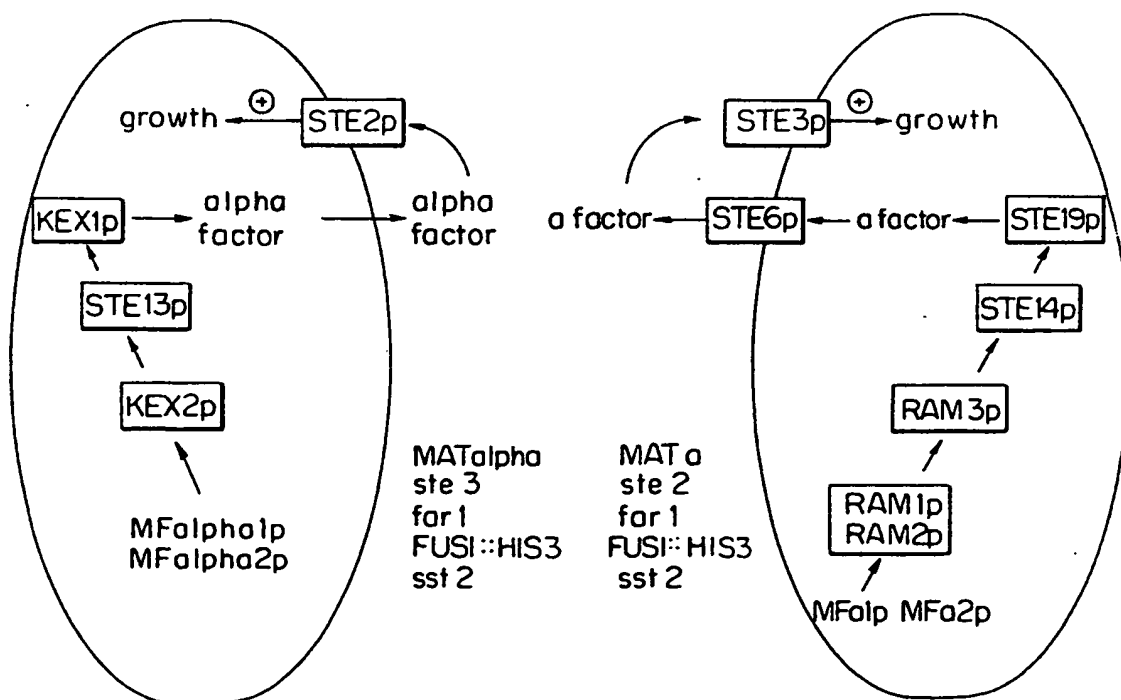 growth
+
STE2p
KEX1p
alpha
factor
alpha
factor
STE13p
KEX2p
MFalpha1p
MFalpha2p
MATalpha
ste 3
far 1
FUS1::HIS3
sst 2
STE3p
+
growth
a factor
STE6p
a factor
STE19p
STE14p
RAM3p
RAM1p
RAM2p
MFa1p MFa2p
MATa
ste 2
far 1
FUS1::HIS3
sst 2